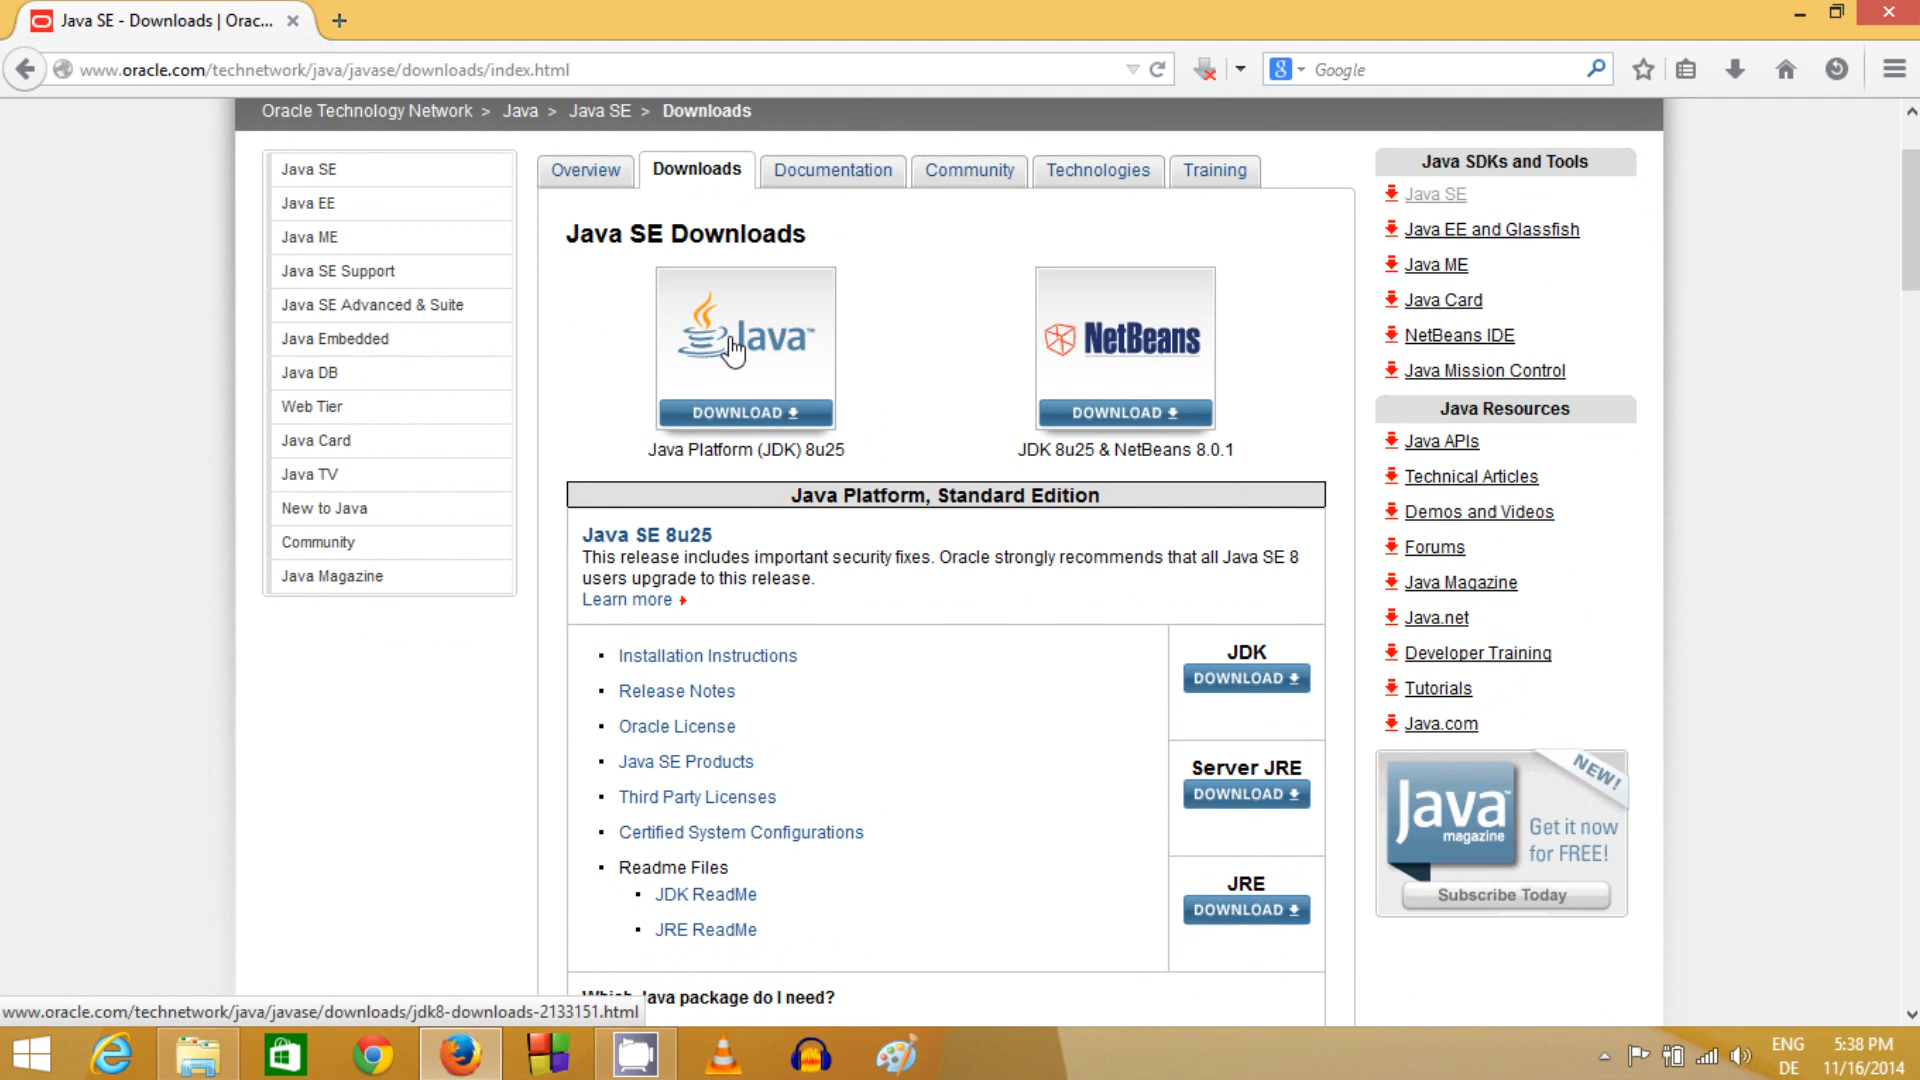 Java SE - Downloads | Orac...
www.oracle.com/technetwork/java/javase/downloads/index.html
Google
Oracle Technology Network > Java > Java SE > Downloads
Java SE
Java EE
Java ME
Java SE Support
Java SE Advanced & Suite
Java Embedded
Java DB
Web Tier
Java Card
Java TV
New to Java
Community
Java Magazine
Overview
Downloads
Documentation
Community
Technologies
Training
Java SE Downloads
Java™
DOWNLOAD
Java Platform (JDK) 8u25
NetBeans
DOWNLOAD
JDK 8u25 & NetBeans 8.0.1
Java Platform, Standard Edition
Java SE 8u25
This release includes important security fixes. Oracle strongly recommends that all Java SE 8
users upgrade to this release.
Learn more
Installation Instructions
Release Notes
Oracle License
Java SE Products
Third Party Licenses
Certified System Configurations
Readme Files
JDK ReadMe
JRE ReadMe
JDK
DOWNLOAD
Server JRE
DOWNLOAD
JRE
DOWNLOAD
Which Java package do I need?
Java SDKs and Tools
Java SE
Java EE and Glassfish
Java ME
Java Card
NetBeans IDE
Java Mission Control
Java Resources
Java APIs
Technical Articles
Demos and Videos
Forums
Java Magazine
Java.net
Developer Training
Tutorials
Java.com
NEW!
Java™
magazine
Get it now
for FREE!
Subscribe Today
www.oracle.com/technetwork/java/javase/downloads/jdk8-downloads-2133151.html
ENG
DE
5:38 PM
11/16/2014